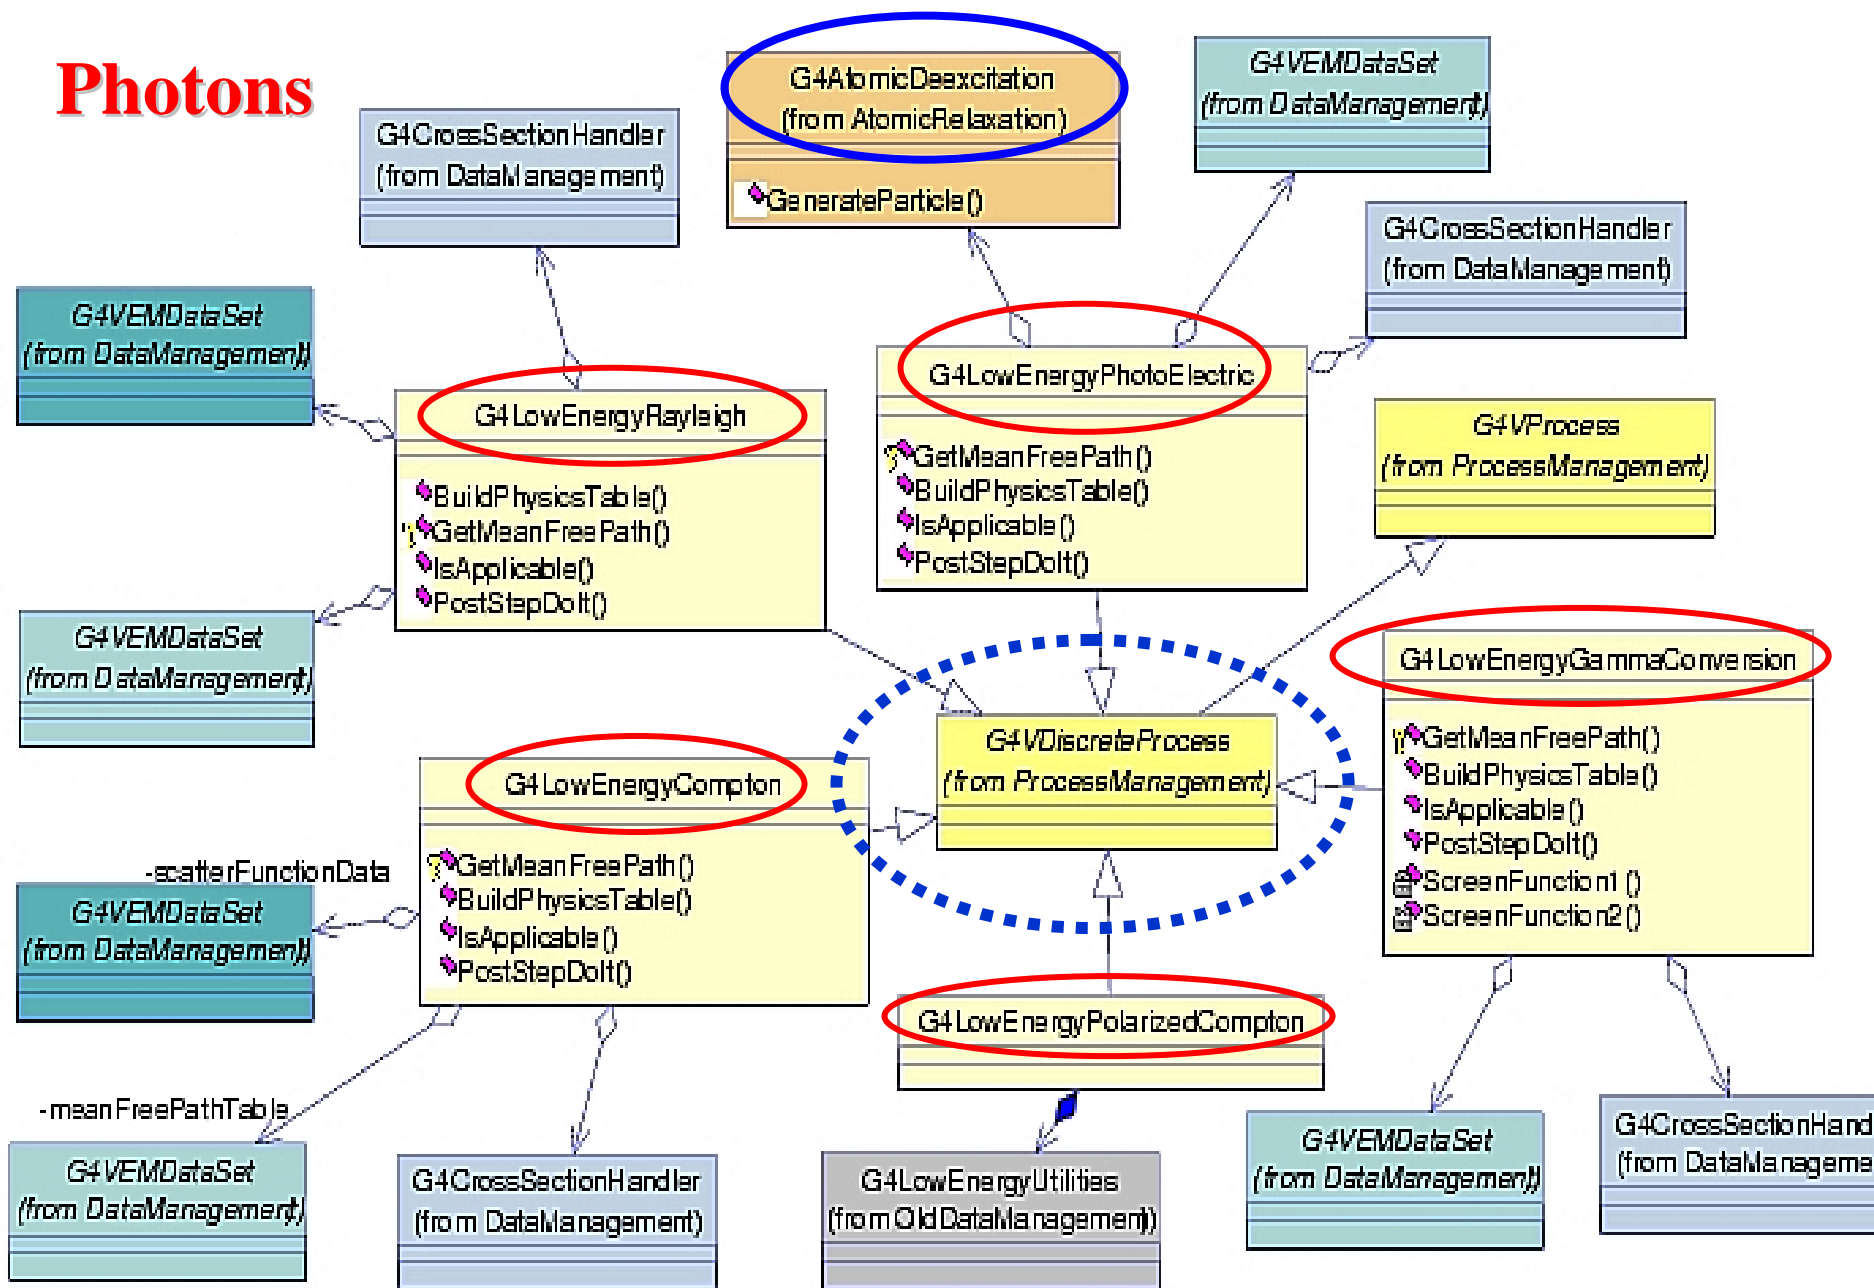 Photons
G4AtomicDeexcitation
(from AtomicRelaxation)
GenerateParticle()
G4VEMDataSet
(from DataManagement)
G4CrossSectionHandler
(from DataManagement)
G4CrossSectionHandler
(from DataManagement)
G4VEMDataSet
(from DataManagement)
G4LowEnergyPhotoElectric
GetMeanFreePath()
BuildPhysicsTable()
IsApplicable()
PostStepDoIt()
G4LowEnergyRayleigh
BuildPhysicsTable()
GetMeanFreePath()
IsApplicable()
PostStepDoIt()
G4VProcess
(from ProcessManagement)
G4VEMDataSet
(from DataManagement)
G4LowEnergyGammaConversion
GetMeanFreePath()
BuildPhysicsTable()
IsApplicable()
PostStepDoIt()
ScreenFunction1()
ScreenFunction2()
G4VDiscreteProcess
(from ProcessManagement)
G4LowEnergyCompton
GetMeanFreePath()
BuildPhysicsTable()
IsApplicable()
PostStepDoIt()
-scatterFunctionData
G4VEMDataSet
(from DataManagement)
G4LowEnergyPolarizedCompton
-meanFreePathTable
G4VEMDataSet
(from DataManagement)
G4CrossSectionHandler
(from DataManagement)
G4LowEnergyUtilities
(from OldDataManagement)
G4VEMDataSet
(from DataManagement)
G4CrossSectionHand
(from DataManageme